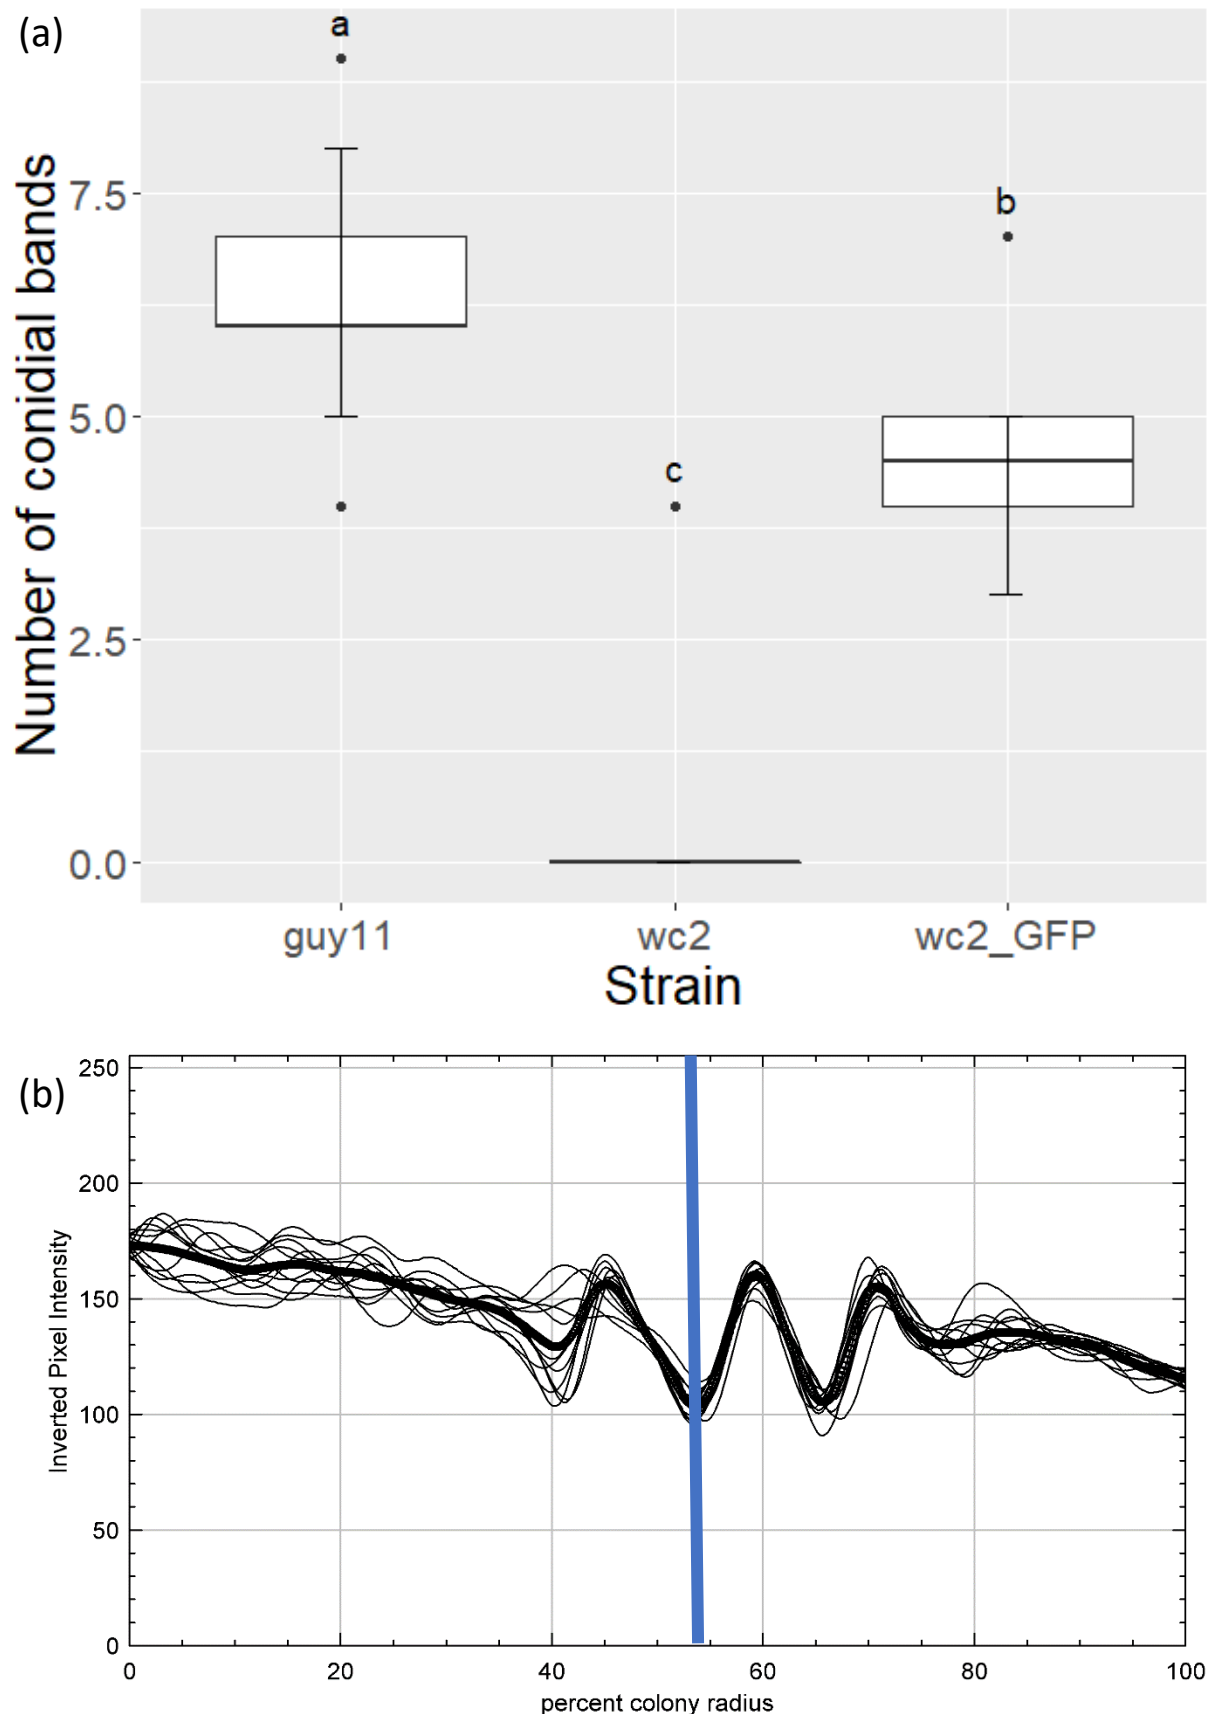 (a)
a
b
c
Number of conidial bands
7.5
5.0
2.5
0.0
guy11 wc2 wc2_GFP
Strain
(b)
250
200
150
100
50
0
Inverted Pixel Intensity
0 20 40 60 80 100
percent colony radius